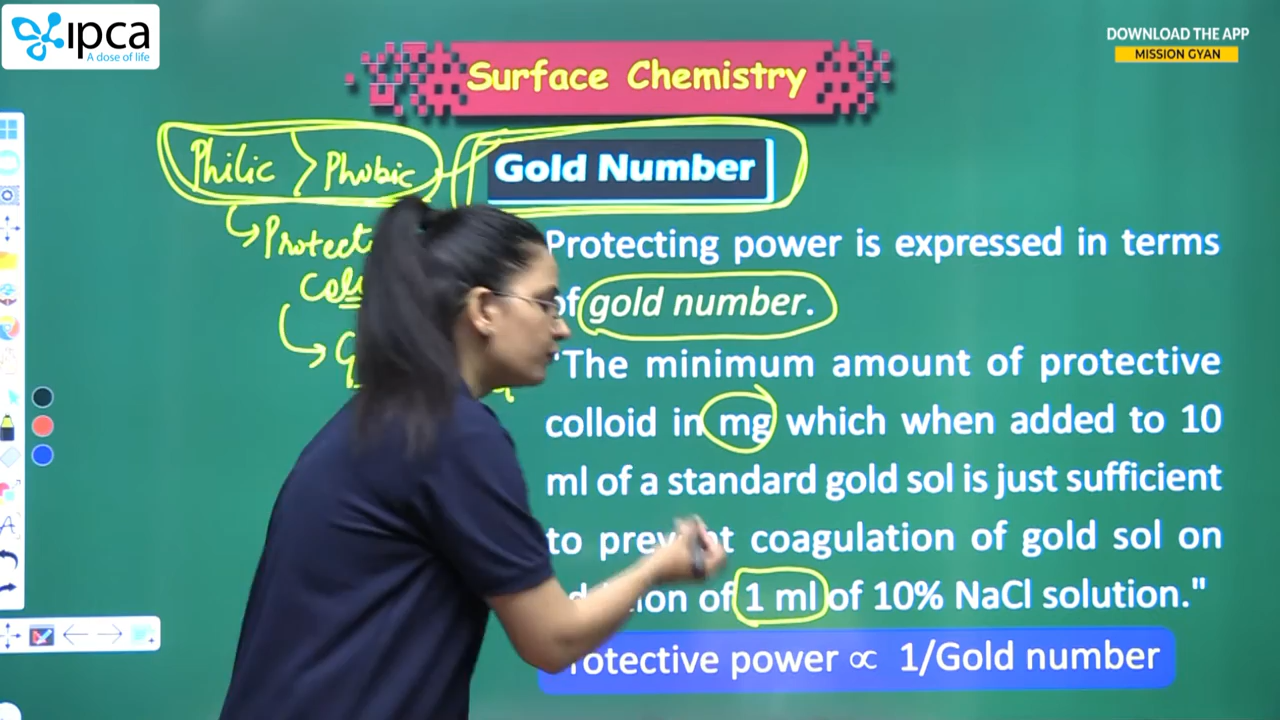 ipca
A dose of life
DOWNLOAD THE APP
MISSION GYAN
Surface Chemistry
Philic > Phobic
Gold Number
Protecting power is expressed in terms
of gold number.
"The minimum amount of protective
colloid in mg which when added to 10
ml of a standard gold sol is just sufficient
to coagulation of gold sol on
of 1 ml of 10% NaCl solution."
power ∝ 1/Gold number